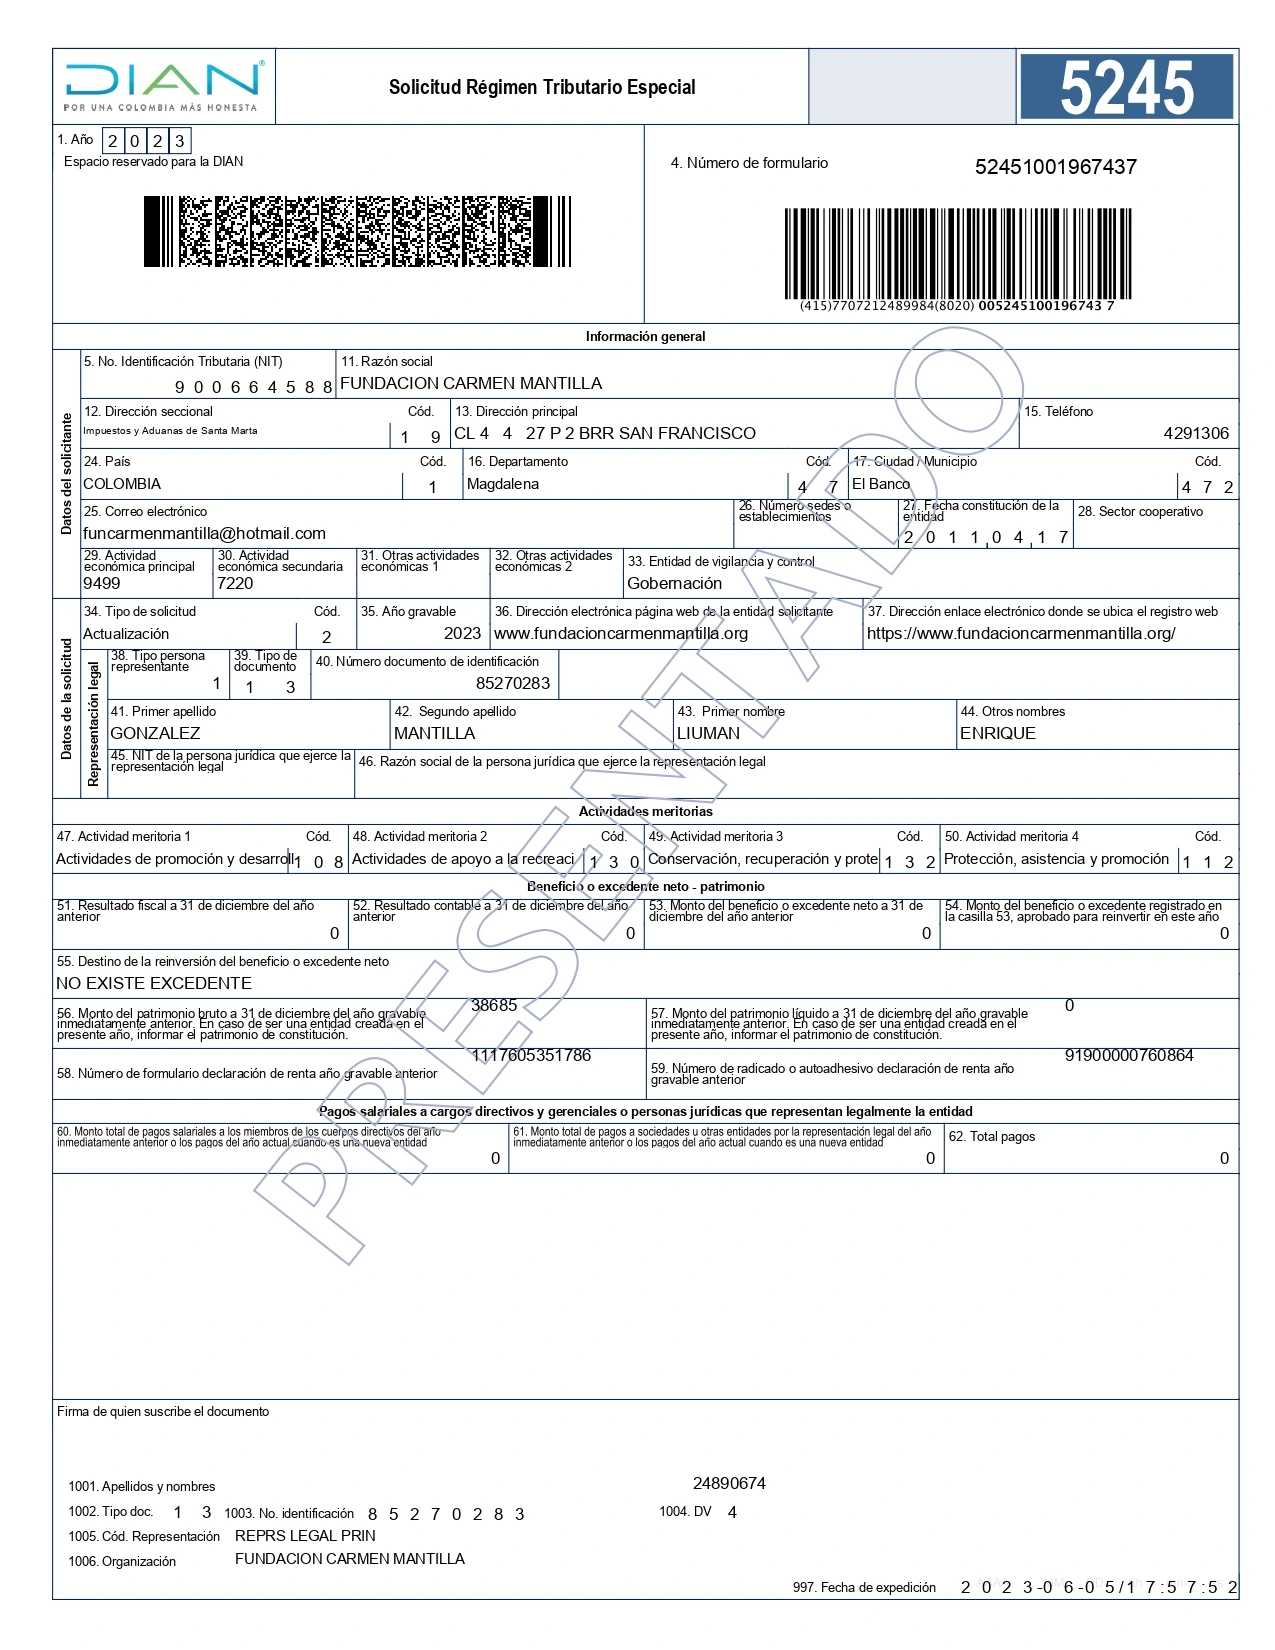 DIAN®
POR UNA COLOMBIA MÁS HONESTA
Solicitud Régimen Tributario Especial
5245
1. Año 2 0 2 3
Espacio reservado para la DIAN
4. Número de formulario 52451001967437
(415)7707212489984(8020) 005245100196743 7
Información general
Datos del solicitante
5. No. Identificación Tributaria (NIT) 11. Razón social
9 0 0 6 6 4 5 8 8 FUNDACION CARMEN MANTILLA
12. Dirección seccional Cód. 13. Dirección principal 15. Teléfono
Impuestos y Aduanas de Santa Marta 1 9 CL 4 4 27 P 2 BRR SAN FRANCISCO 4291306
24. País Cód. 16. Departamento Cód. 17. Ciudad / Municipio Cód.
COLOMBIA 1 Magdalena 4 7 El Banco 4 7 2
25. Correo electrónico 26. Número sedes o establecimientos 27. Fecha constitución de la entidad 28. Sector cooperativo
funcarmenmantilla@hotmail.com 2 0 1 1 0 4 1 7
29. Actividad económica principal 30. Actividad económica secundaria 31. Otras actividades económicas 1 32. Otras actividades económicas 2 33. Entidad de vigilancia y control
9499 7220 Gobernación
Datos de la solicitud
34. Tipo de solicitud Cód. 35. Año gravable 36. Dirección electrónica página web de la entidad solicitante 37. Dirección enlace electrónico donde se ubica el registro web
Actualización 2 2023 www.fundacioncarmenmantilla.org https://www.fundacioncarmenmantilla.org/
Representación legal
38. Tipo persona representante 39. Tipo de documento 40. Número documento de identificación
1 1 3 85270283
41. Primer apellido 42. Segundo apellido 43. Primer nombre 44. Otros nombres
GONZALEZ MANTILLA LIUMAN ENRIQUE
45. NIT de la persona jurídica que ejerce la representación legal 46. Razón social de la persona jurídica que ejerce la representación legal
Actividades meritorias
47. Actividad meritoria 1 Cód. 48. Actividad meritoria 2 Cód. 49. Actividad meritoria 3 Cód. 50. Actividad meritoria 4 Cód.
Actividades de promoción y desarroll 1 0 8 Actividades de apoyo a la recreaci 1 3 0 Conservación, recuperación y prote 1 3 2 Protección, asistencia y promoción 1 1 2
Beneficio o excedente neto - patrimonio
51. Resultado fiscal a 31 de diciembre del año anterior 52. Resultado contable a 31 de diciembre del año anterior 53. Monto del beneficio o excedente neto a 31 de diciembre del año anterior 54. Monto del beneficio o excedente registrado en la casilla 53, aprobado para reinvertir en este año
0 0 0 0
55. Destino de la reinversión del beneficio o excedente neto
NO EXISTE EXCEDENTE
56. Monto del patrimonio bruto a 31 de diciembre del año gravable inmediatamente anterior. En caso de ser una entidad creada en el presente año, informar el patrimonio de constitución. 38685
57. Monto del patrimonio líquido a 31 de diciembre del año gravable inmediatamente anterior. En caso de ser una entidad creada en el presente año, informar el patrimonio de constitución. 0
58. Número de formulario declaración de renta año gravable anterior 1117605351786
59. Número de radicado o autoadhesivo declaración de renta año gravable anterior 91900000760864
Pagos salariales a cargos directivos y gerenciales o personas jurídicas que representan legalmente la entidad
60. Monto total de pagos salariales a los miembros de los cuerpos directivos del año inmediatamente anterior o los pagos del año actual cuando es una nueva entidad 61. Monto total de pagos a sociedades u otras entidades por la representación legal del año inmediatamente anterior o los pagos del año actual cuando es una nueva entidad 62. Total pagos
0 0 0
PRESENTADO
Firma de quien suscribe el documento
1001. Apellidos y nombres 24890674
1002. Tipo doc. 1 3 1003. No. identificación 8 5 2 7 0 2 8 3 1004. DV 4
1005. Cód. Representación REPRS LEGAL PRIN
1006. Organización FUNDACION CARMEN MANTILLA
997. Fecha de expedición 2 0 2 3-0 6-0 5/1 7:5 7:5 2